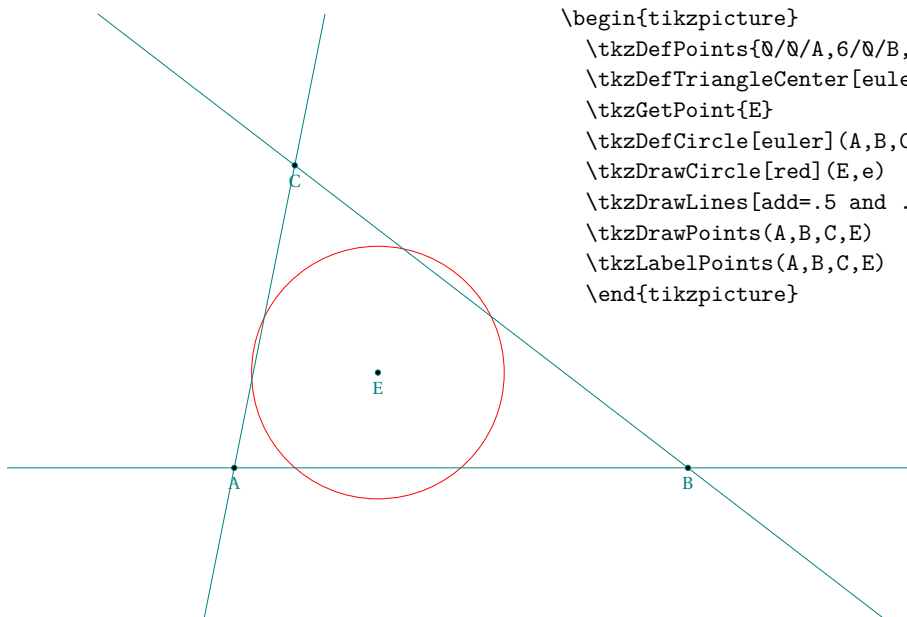 \begin{tikzpicture}
\tkzDefPoints{0/0/A,6/0/B,
\tkzDefTriangleCenter[eule
\tkzGetPoint{E}
\tkzDefCircle[euler](A,B,C
\tkzDrawCircle[red](E,e)
\tkzDrawLines[add=.5 and .
\tkzDrawPoints(A,B,C,E)
\tkzLabelPoints(A,B,C,E)
\end{tikzpicture}
C
E
A
B